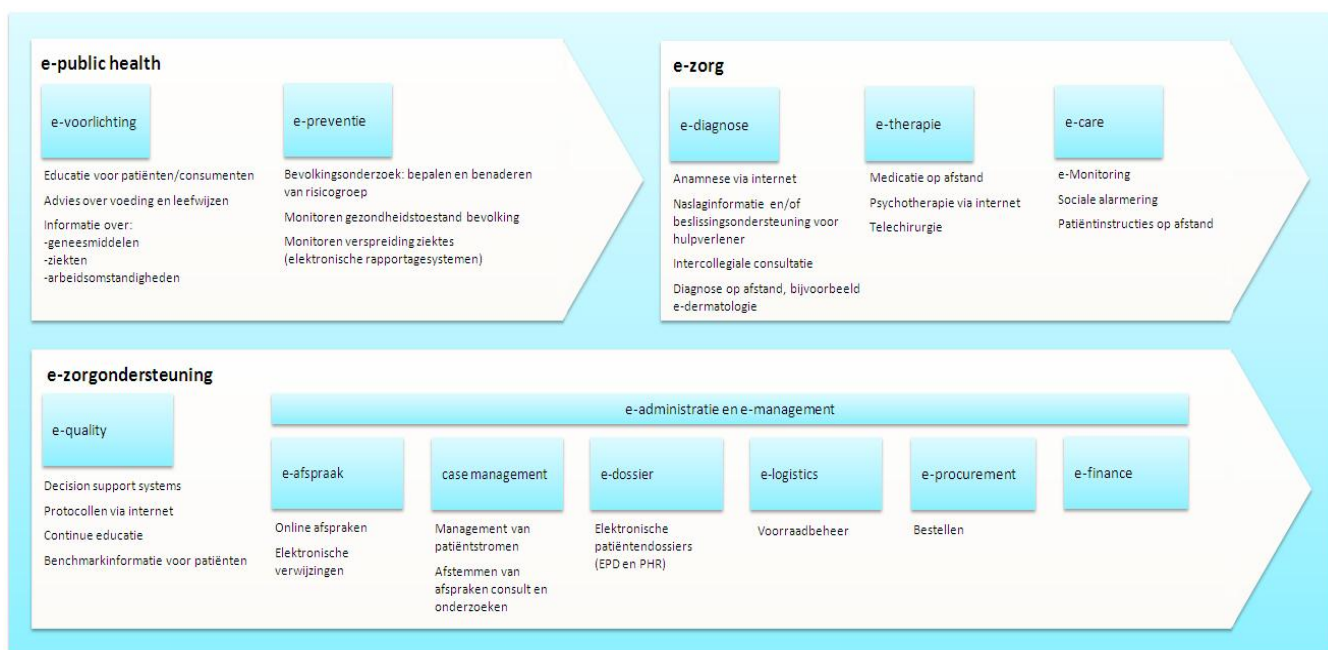 e-public health
e-voorlichting
Educatie voor patiënten/consumenten
Advies over voeding en leefwijzen
Informatie over:
-geneesmiddelen
-ziekten
-arbeidsomstandigheden
e-preventie
Bevolkingsonderzoek: bepalen en benaderen
van risicogroep
Monitoren gezondheidstoestand bevolking
Monitoren verspreiding ziektes
(elektronische rapportagesystemen)
e-zorg
e-diagnose
Anamnese via internet
Naslaginformatie en/of
beslissingsondersteuning voor
hulpverlener
Intercollegiale consultatie
Diagnose op afstand, bijvoorbeeld
e-dermatologie
e-therapie
Medicatie op afstand
Psychotherapie via internet
Telechirurgie
e-care
e-Monitoring
Sociale alarmering
Patiëntinstructies op afstand
e-zorgondersteuning
e-quality
Decision support systems
Protocollen via internet
Continue educatie
Benchmarkinformatie voor patiënten
e-administratie en e-management
e-afspraak
Online afspraken
Elektronische
verwijzingen
case management
Management van
patiëntstromen
Afstemmen van
afspraken consult en
onderzoeken
e-dossier
Elektronische
patiëntendossiers
(EPD en PHR)
e-logistics
Voorraadbeheer
e-procurement
Bestellen
e-finance